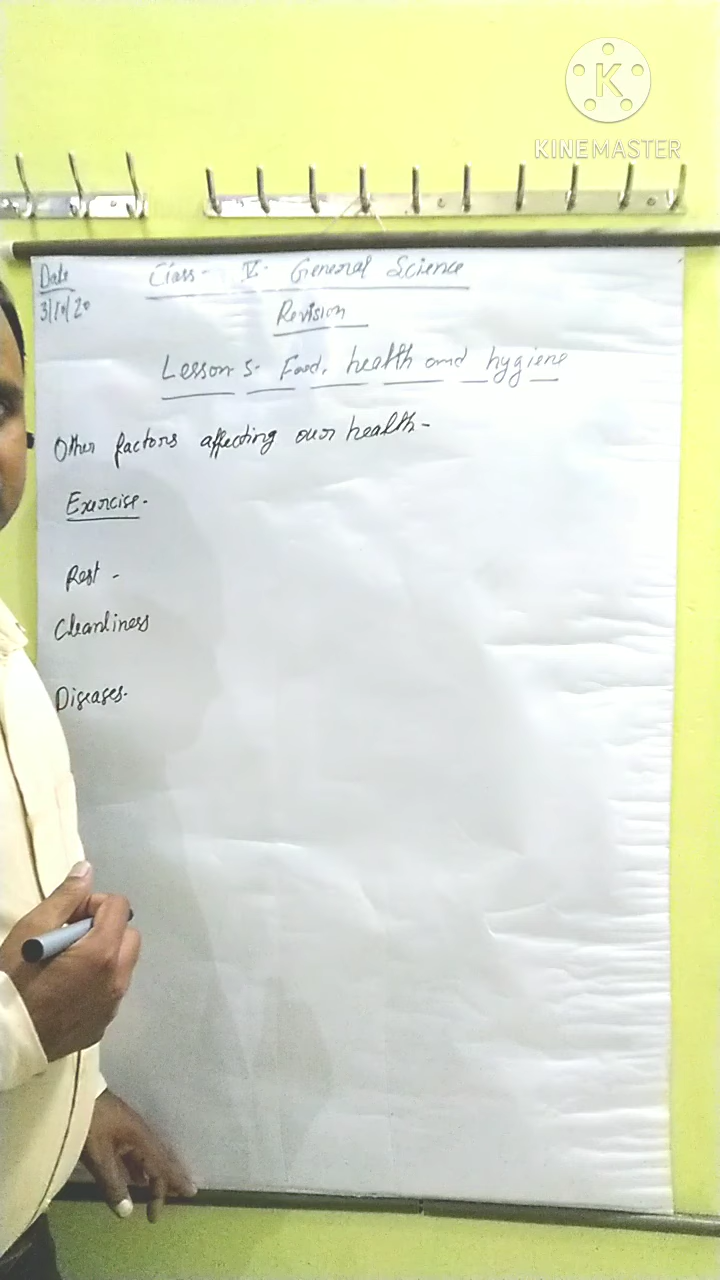 KINEMASTER
Date
3/10/20
Class - V. General Science
Revision
Lesson 5. Food, health and hygiene
Other factors affecting our health -
Exercise -
Rest -
Cleanliness
Diseases.